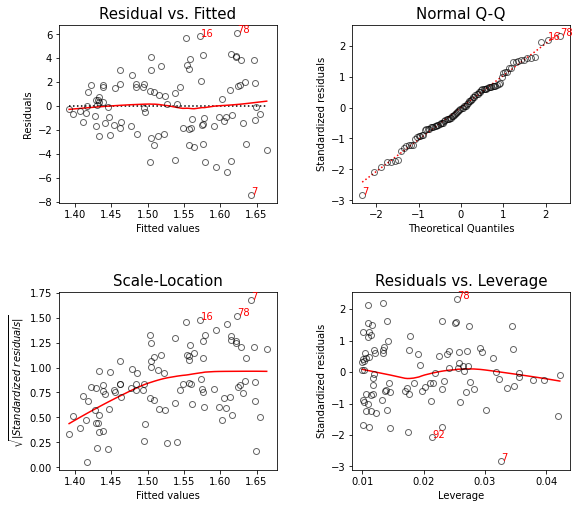 Residual vs. Fitted
Residuals
6
4
2
0
−2
−4
−6
−8
16
78
7
1.40 1.45 1.50 1.55 1.60 1.65
Fitted values
Normal Q-Q
Standardized residuals
2
1
0
−1
−2
−3
16
78
7
−2 −1 0 1 2
Theoretical Quantiles
Scale-Location
√|Standardized residuals|
1.75
1.50
1.25
1.00
0.75
0.50
0.25
0.00
7
16
78
1.40 1.45 1.50 1.55 1.60 1.65
Fitted values
Residuals vs. Leverage
Standardized residuals
2
1
0
−1
−2
−3
78
92
7
0.01 0.02 0.03 0.04
Leverage